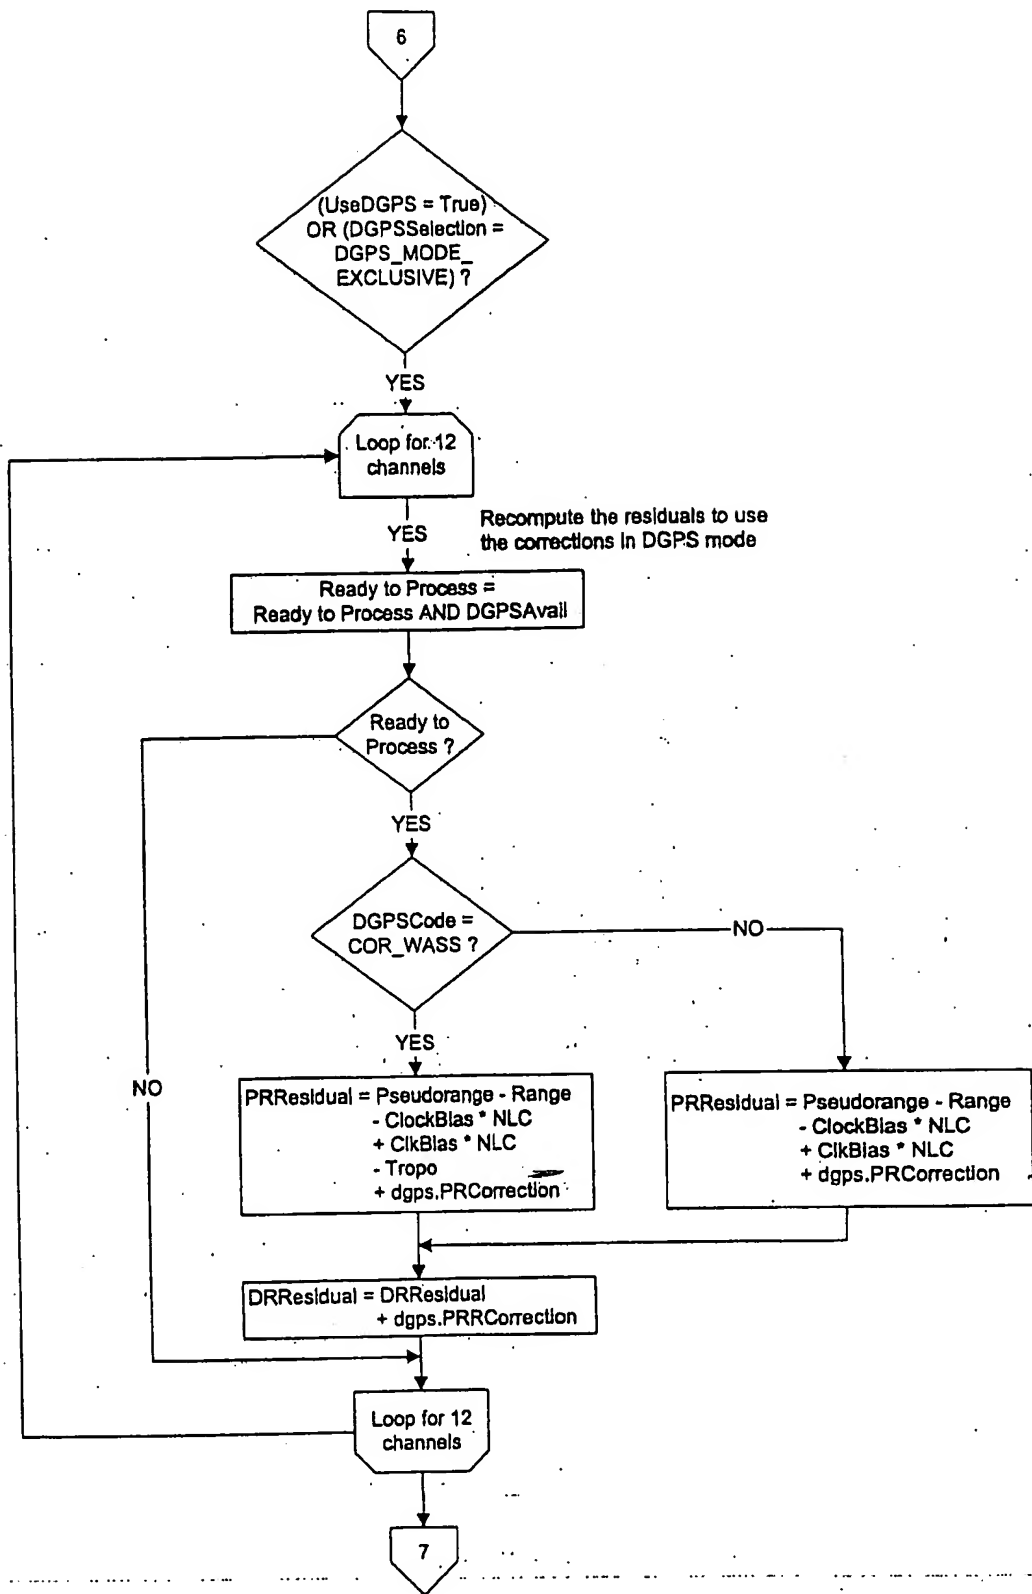 6
(UseDGPS = True)
OR (DGPSSelection =
DGPS_MODE_
EXCLUSIVE) ?
YES
Loop for 12
channels
YES
Recompute the residuals to use
the corrections in DGPS mode
Ready to Process =
Ready to Process AND DGPSAvail
Ready to
Process ?
YES
DGPSCode =
COR_WASS ?
NO
YES
NO
PRResidual = Pseudorange - Range
- ClockBias * NLC
+ ClkBias * NLC
- Tropo
+ dgps.PRCorrection
PRResidual = Pseudorange - Range
- ClockBias * NLC
+ ClkBias * NLC
+ dgps.PRCorrection
DRResidual = DRResidual
+ dgps.PRRCorrection
Loop for 12
channels
7